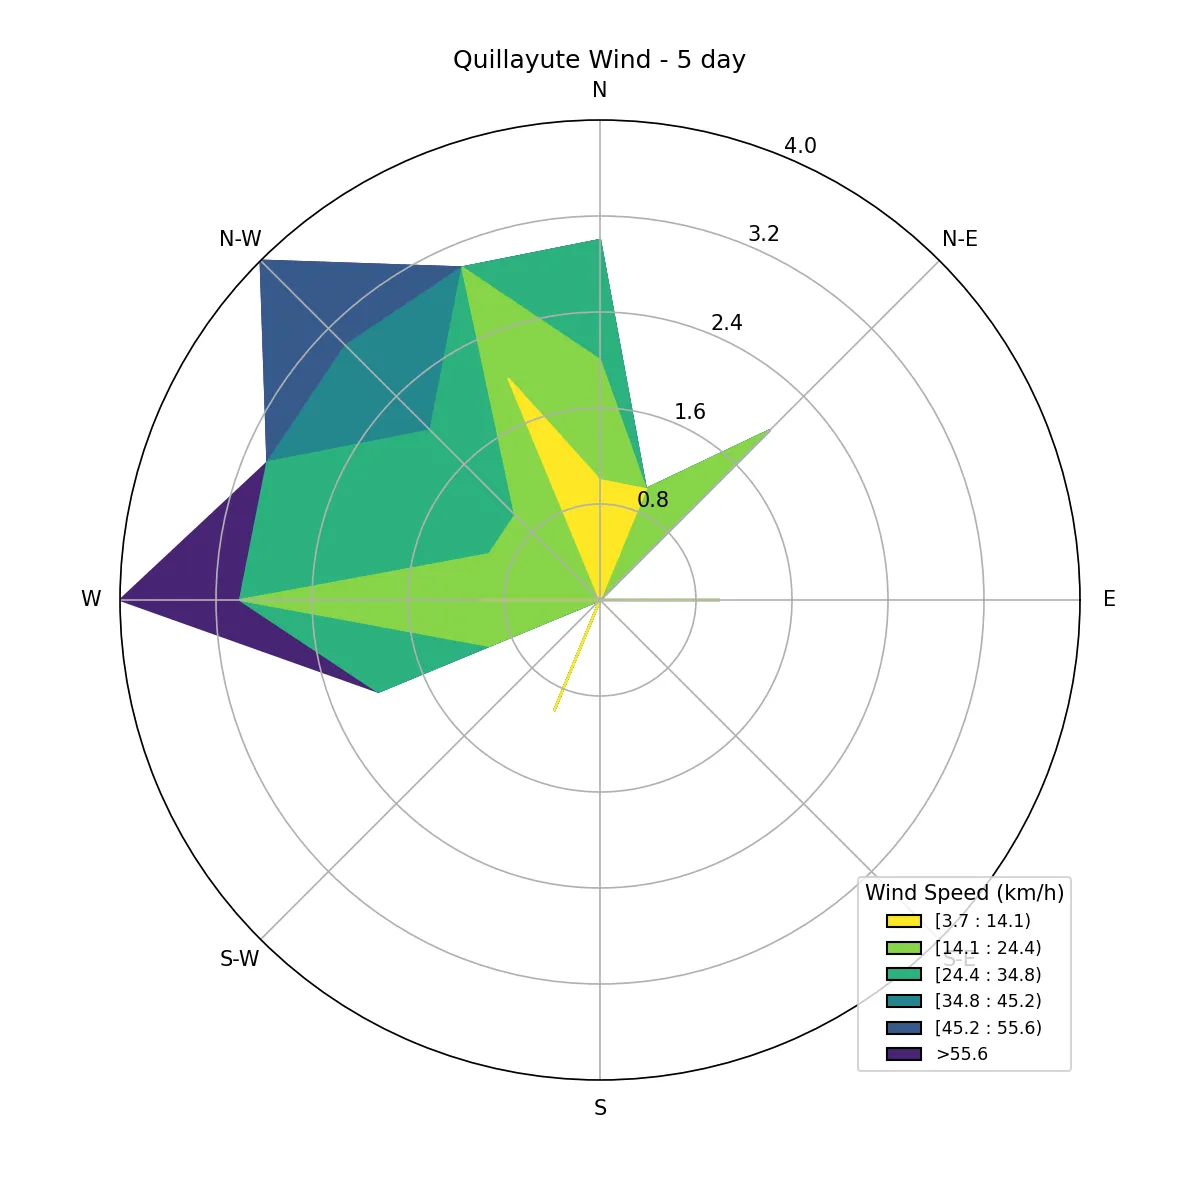 Quillayute Wind - 5 day
N
4.0
3.2
N-W
N-E
2.4
1.6
0.8
W
E
Wind Speed (km/h)
[3.7 : 14.1)
[14.1 : 24.4)
S-W
S-E
[24.4 : 34.8)
[34.8 : 45.2)
[45.2 : 55.6)
>55.6
S